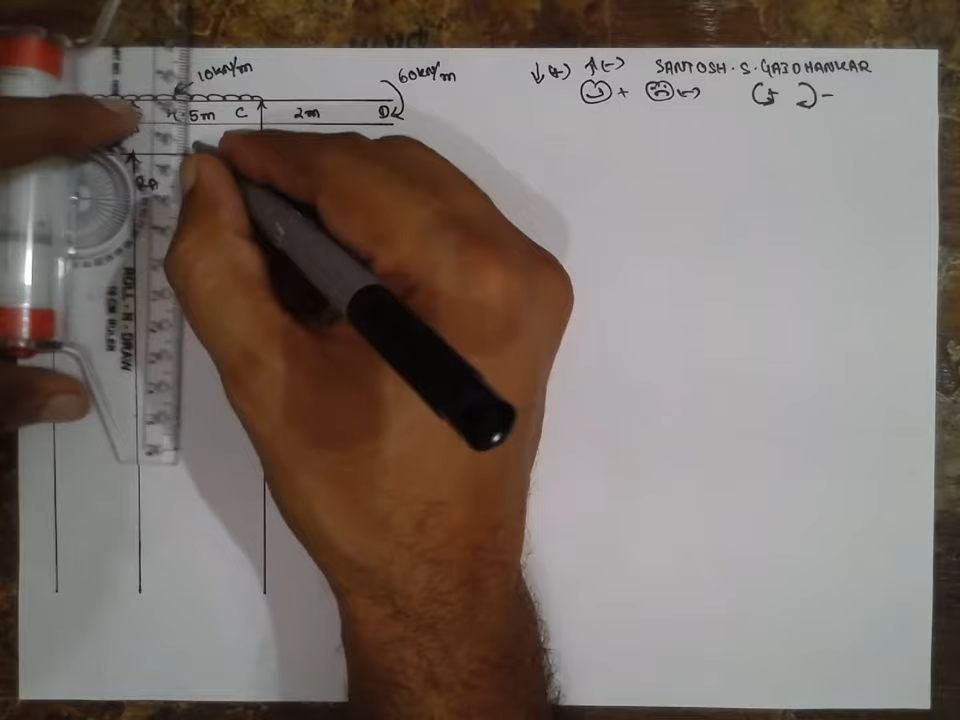 10kN/m
60kN/m
5m C 2m D
RA
↓(+) ↑(-) SANTOSH.S.GAJDHANKAR
+ (-) + -
ROLL-N-DRAW